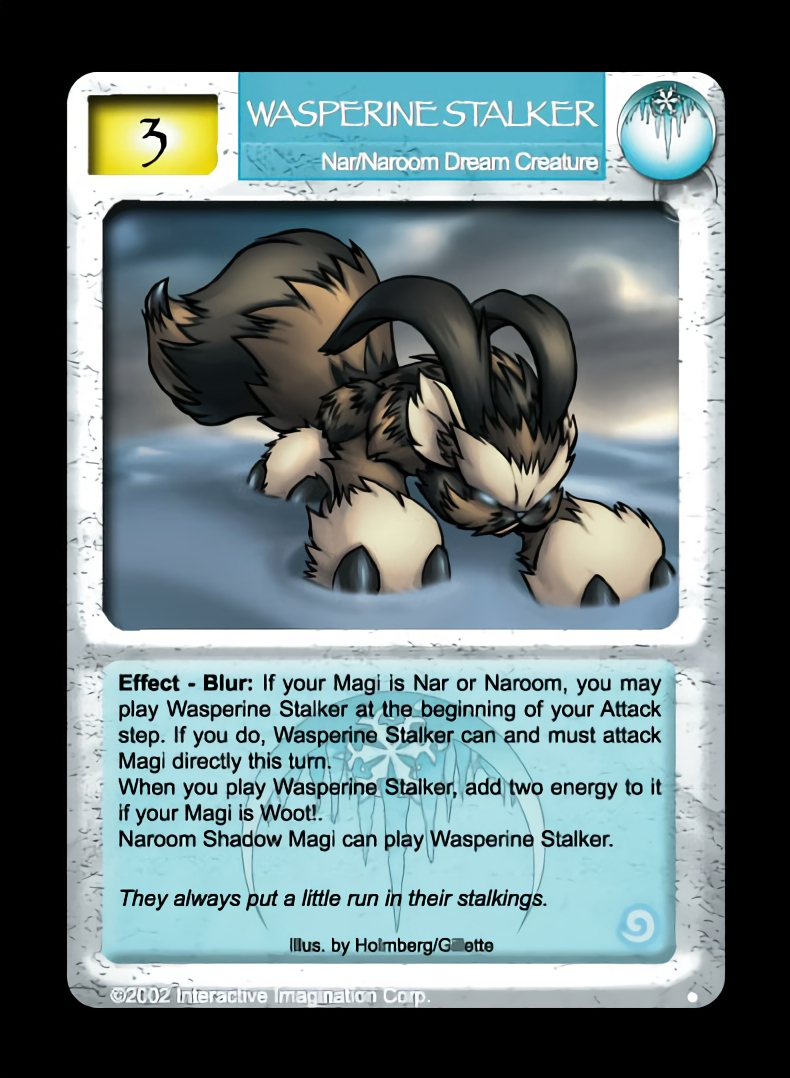 3
WASPERINE STALKER
Nar/Naroom Dream Creature
Effect - Blur: If your Magi is Nar or Naroom, you may
play Wasperine Stalker at the beginning of your Attack
step. If you do, Wasperine Stalker can and must attack
Magi directly this turn.
When you play Wasperine Stalker, add two energy to it
if your Magi is Woot!.
Naroom Shadow Magi can play Wasperine Stalker.
They always put a little run in their stalkings.
Illus. by Holmberg/Gillette
©2002 Interactive Imagination Corp.